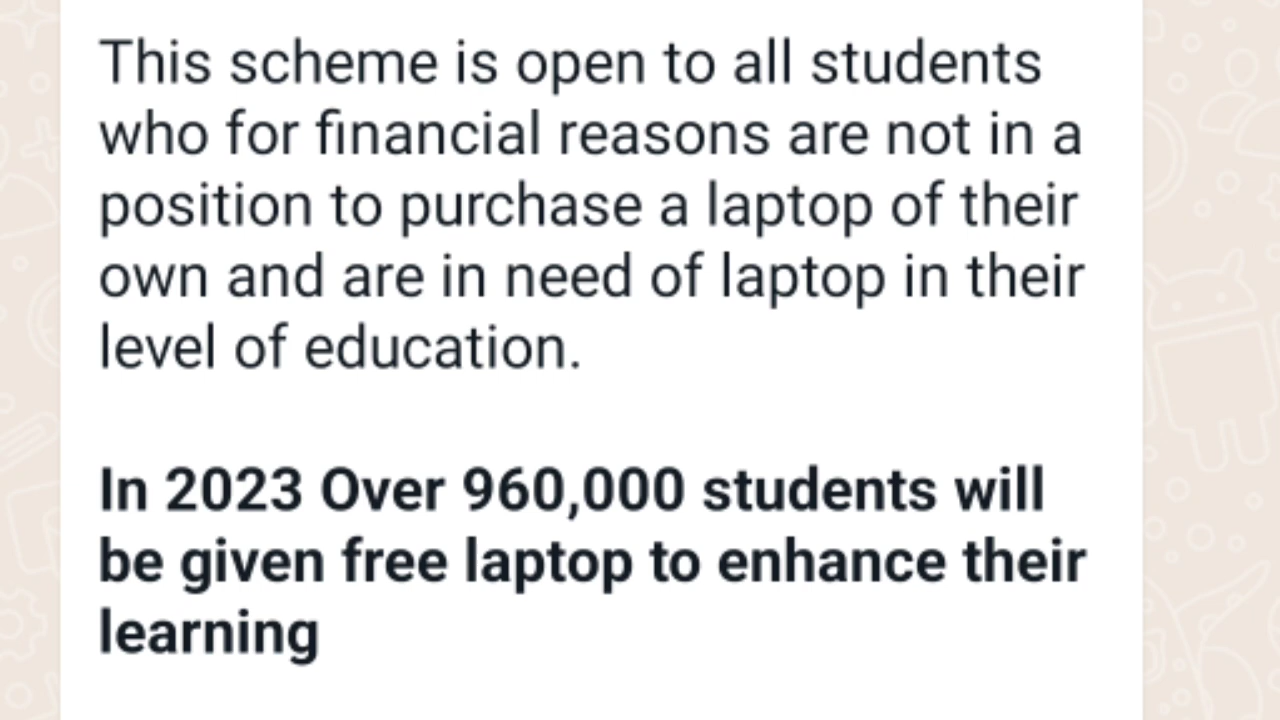 This scheme is open to all students
who for financial reasons are not in a
position to purchase a laptop of their
own and are in need of laptop in their
level of education.
In 2023 Over 960,000 students will
be given free laptop to enhance their
learning